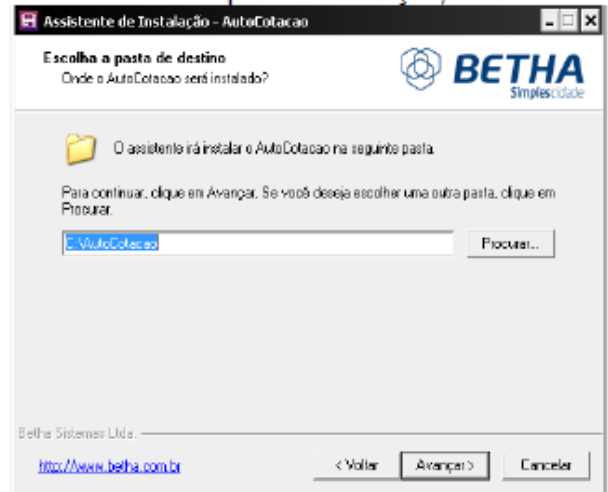 Assistente de Instalação - AutoCotacao
Escolha a pasta de destino
Onde o AutoCotacao será instalado?
BETHA
Simplescidade
O assistente irá instalar o AutoCotacao na seguinte pasta.
Para continuar, clique em Avançar. Se você deseja escolher uma outra pasta, clique em
Procurar.
C:\AutoCotacao
Procurar...
Betha Sistemas Ltda.
http://www.betha.com.br
< Voltar
Avançar >
Cancelar